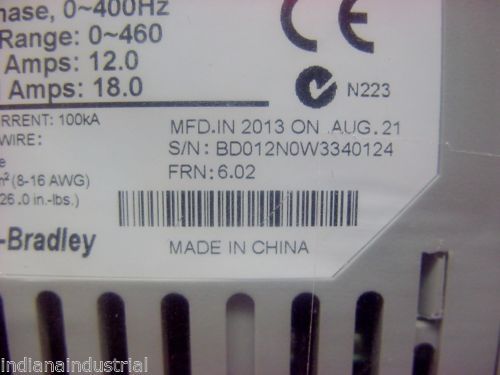 hase, 0~400Hz
Range: 0~460
Amps: 12.0
Amps: 18.0
CE
N223
RRENT: 100kA
WIRE:
MFD.IN 2013 ON AUG.21
S/N: BD012N0W3340124
FRN: 6.02
m² (8-16 AWG)
26.0 in.-lbs.)
-Bradley
MADE IN CHINA
indianaindustrial